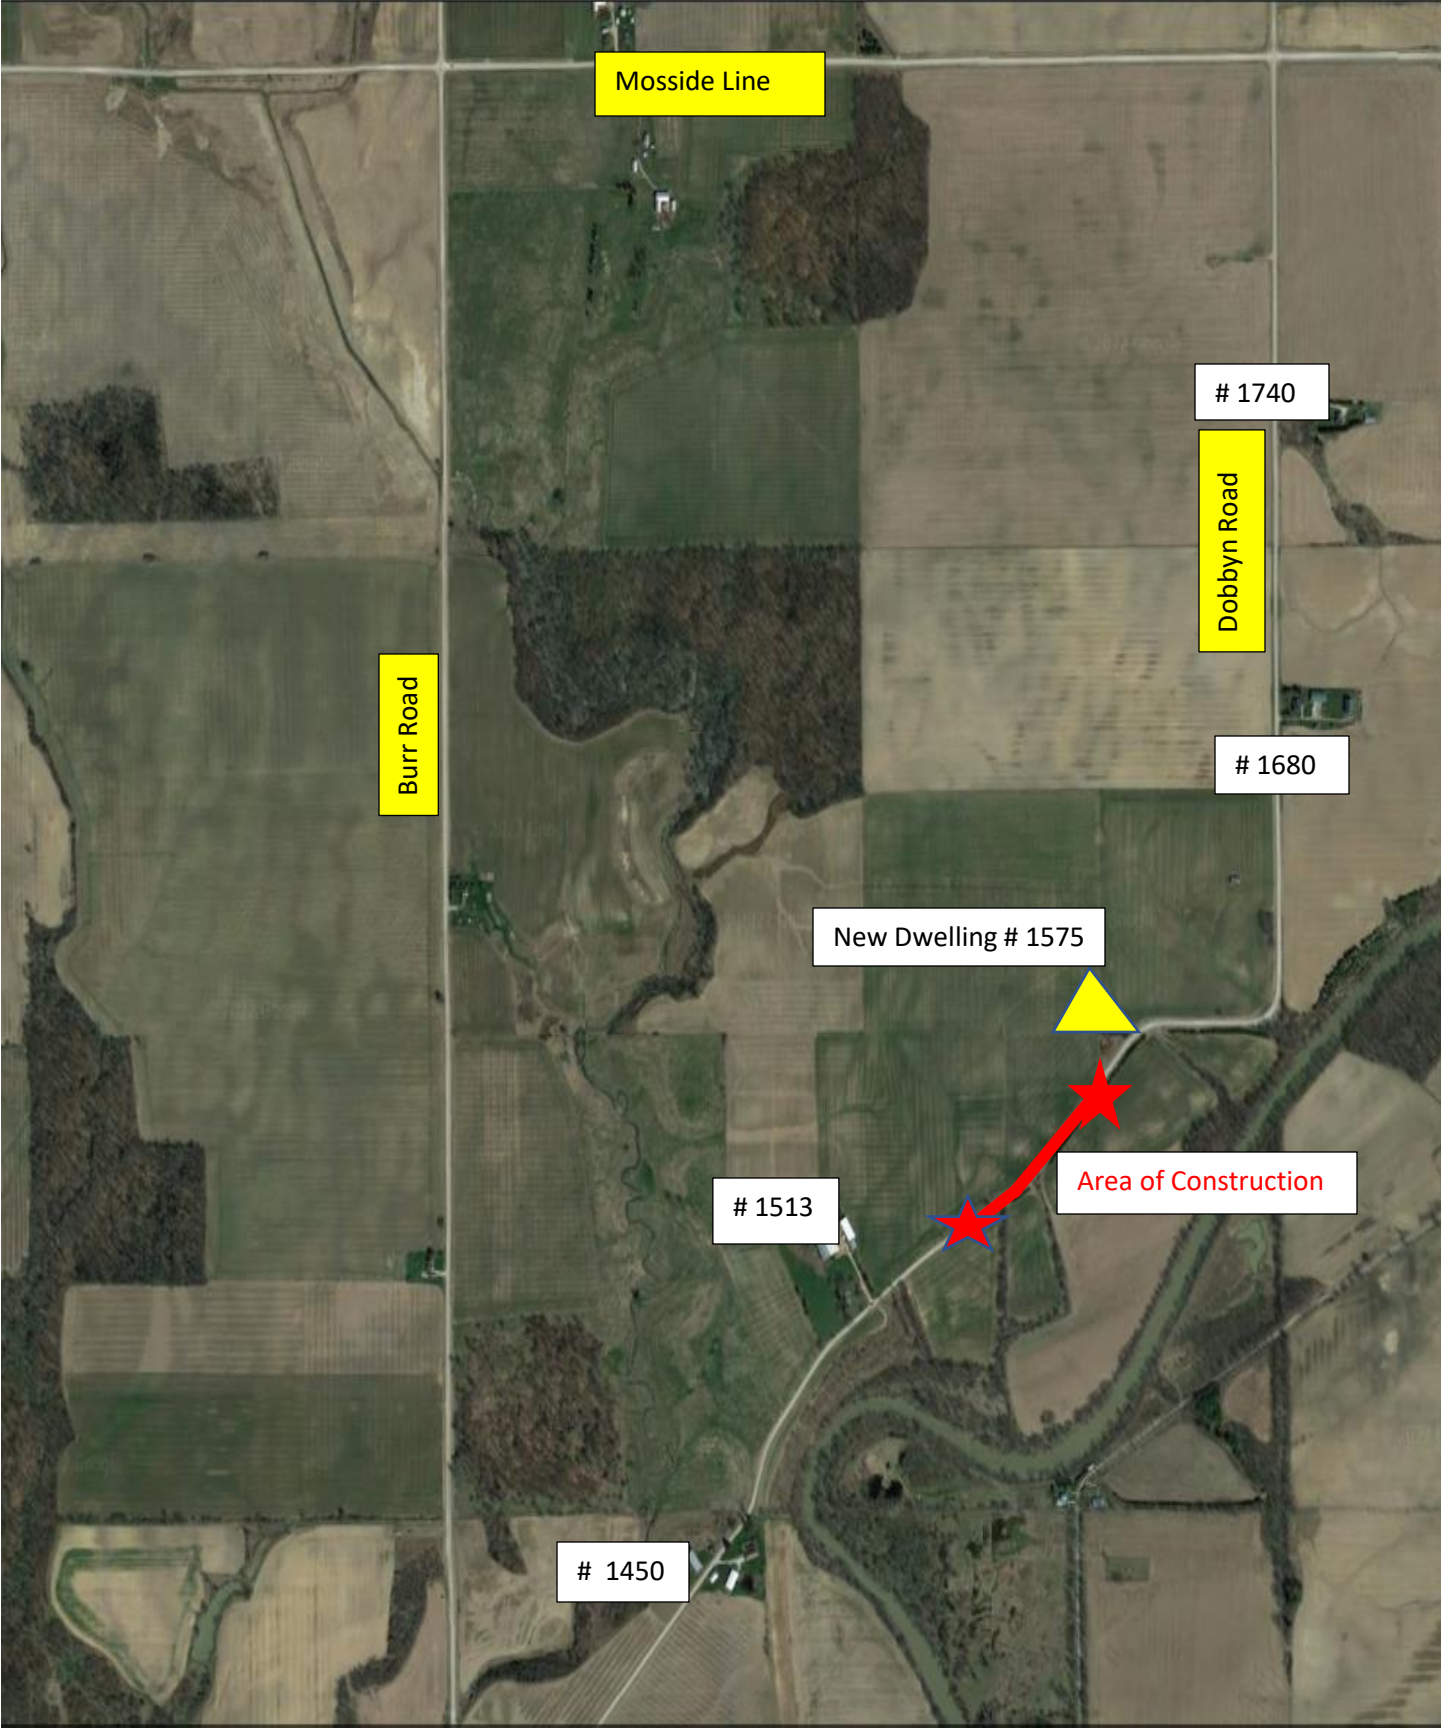 Mosside Line
# 1740
Dobbyn Road
Burr Road
# 1680
New Dwelling # 1575
Area of Construction
# 1513
# 1450